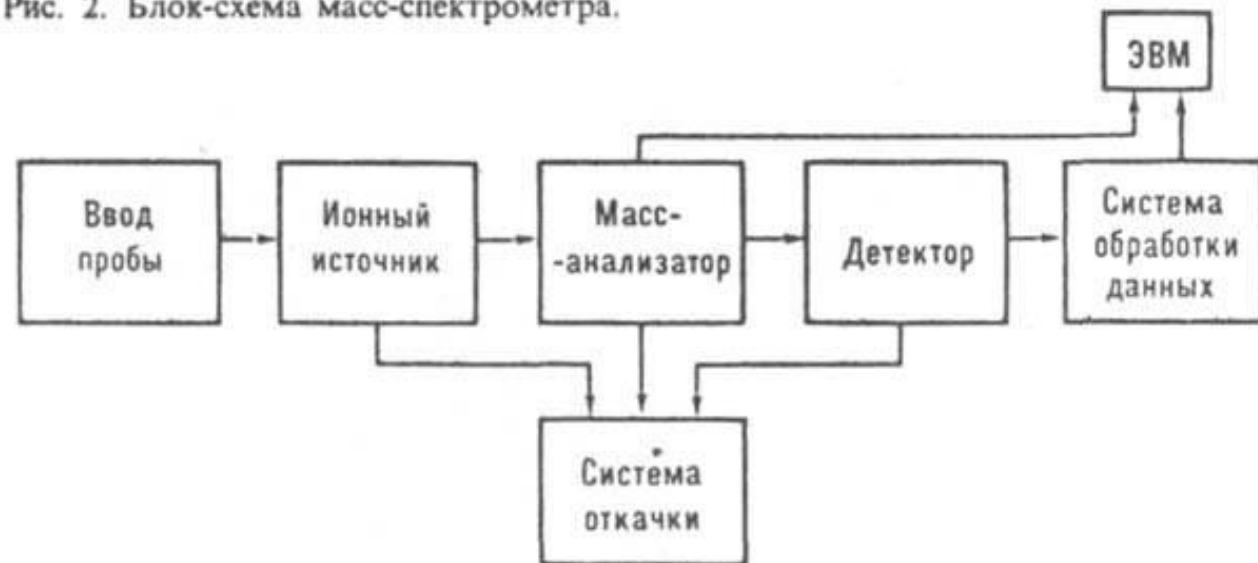 Рис. 2. Блок-схема масс-спектрометра.
ЭВМ
Ввод
пробы
Ионный
источник
Масс-
-анализатор
Детектор
Система
обработки
данных
Система
откачки